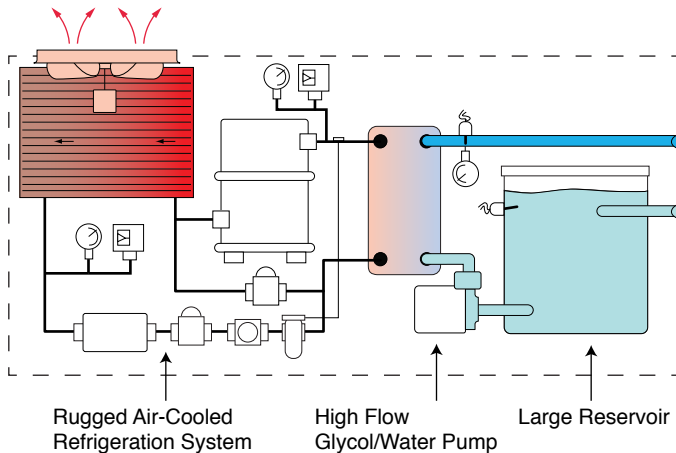 Rugged Air-Cooled
Refrigeration System
High Flow
Glycol/Water Pump
Large Reservoir